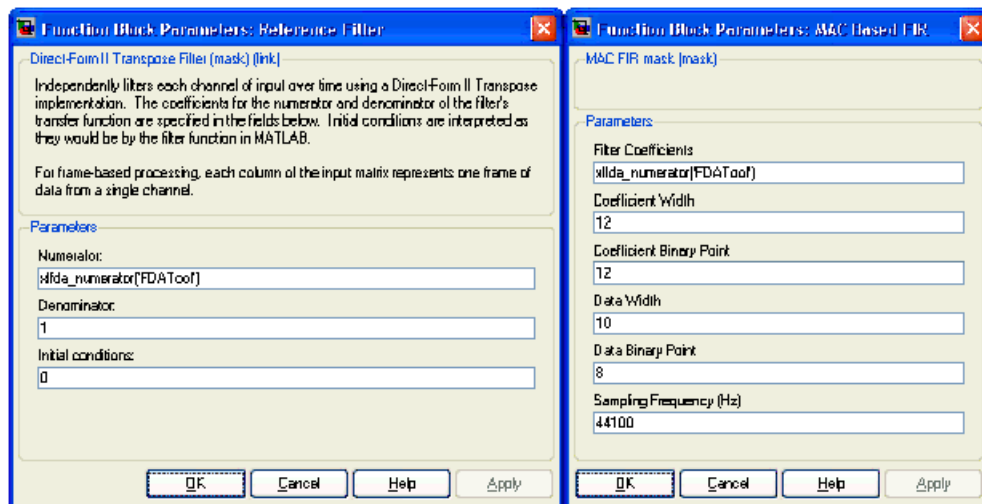 Function Block Parameters: Reference Filter
Direct-Form II Transpose Filter (mask) (link)
Independently filters each channel of input over time using a Direct-Form II Transpose
implementation. The coefficients for the numerator and denominator of the filter's
transfer function are specified in the fields below. Initial conditions are interpreted as
they would be by the filter function in MATLAB.
For frame-based processing, each column of the input matrix represents one frame of
data from a single channel.
Parameters
Numerator:
xlfda_numerator('FDATool')
Denominator:
1
Initial conditions:
0
OK Cancel Help Apply
Function Block Parameters: MAC Based FIR
MAC FIR mask (mask)
Parameters
Filter Coefficients
xlfda_numerator('FDATool')
Coefficient Width
12
Coefficient Binary Point
12
Data Width
10
Data Binary Point
8
Sampling Frequency (Hz)
44100
OK Cancel Help Apply